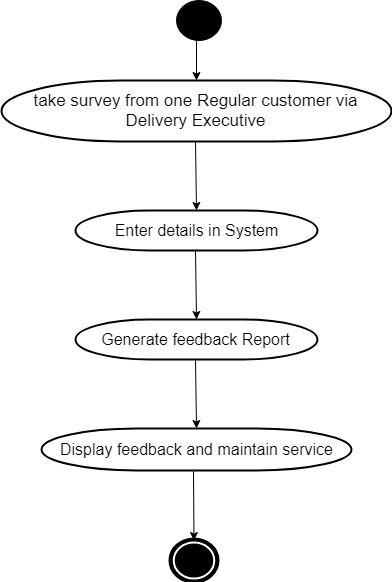 take survey from one Regular customer via
Delivery Executive
Enter details in System
Generate feedback Report
Display feedback and maintain service